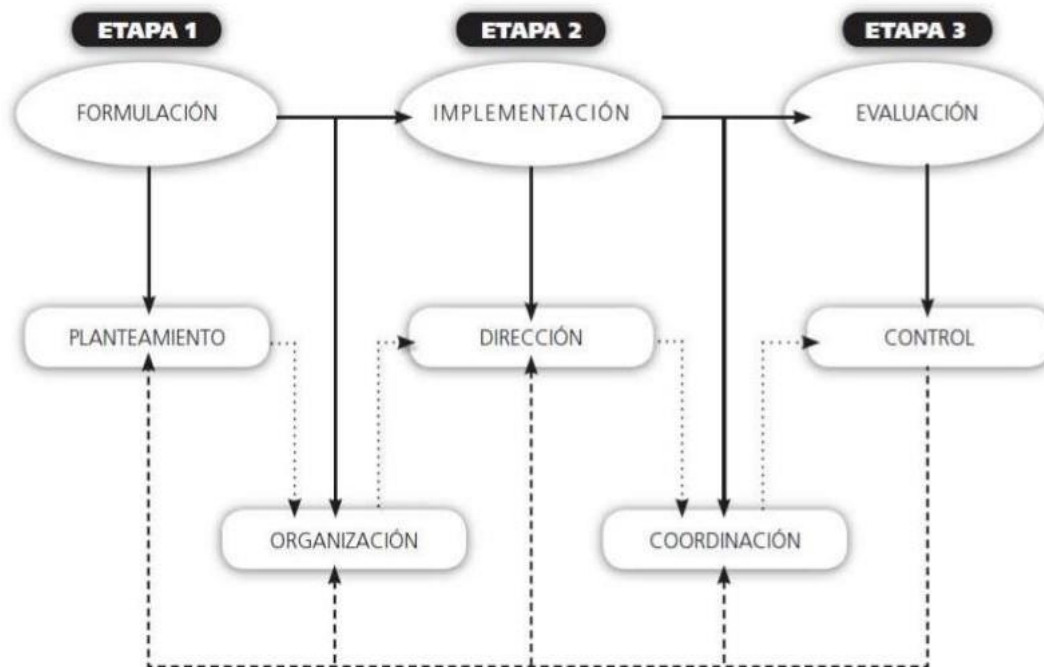 ETAPA 1
ETAPA 2
ETAPA 3
FORMULACIÓN
IMPLEMENTACIÓN
EVALUACIÓN
PLANTEAMIENTO
DIRECCIÓN
CONTROL
ORGANIZACIÓN
COORDINACIÓN